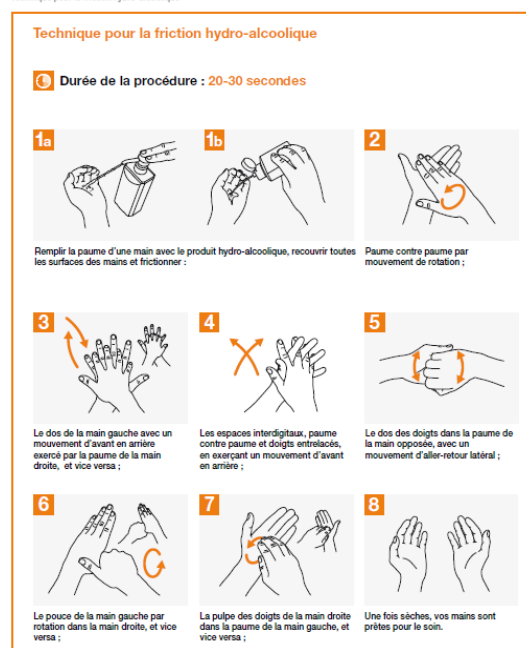 Technique pour la friction hydro-alcoolique
Durée de la procédure : 20-30 secondes
1a
1b
2
Remplir la paume d'une main avec le produit hydro-alcoolique, recouvrir toutes
les surfaces des mains et frictionner :
Paume contre paume par
mouvement de rotation ;
3
4
5
Le dos de la main gauche avec un
mouvement d'avant en arrière
exercé par la paume de la main
droite, et vice versa ;
Les espaces interdigitaux, paume
contre paume et doigts entrelacés,
en exerçant un mouvement d'avant
en arrière ;
Le dos des doigts dans la paume de
la main opposée, avec un
mouvement d'aller-retour latéral ;
6
7
8
Le pouce de la main gauche par
rotation dans la main droite, et vice
versa ;
La pulpe des doigts de la main droite
dans la paume de la main gauche, et
vice versa ;
Une fois sèches, vos mains sont
prêtes pour le soin.